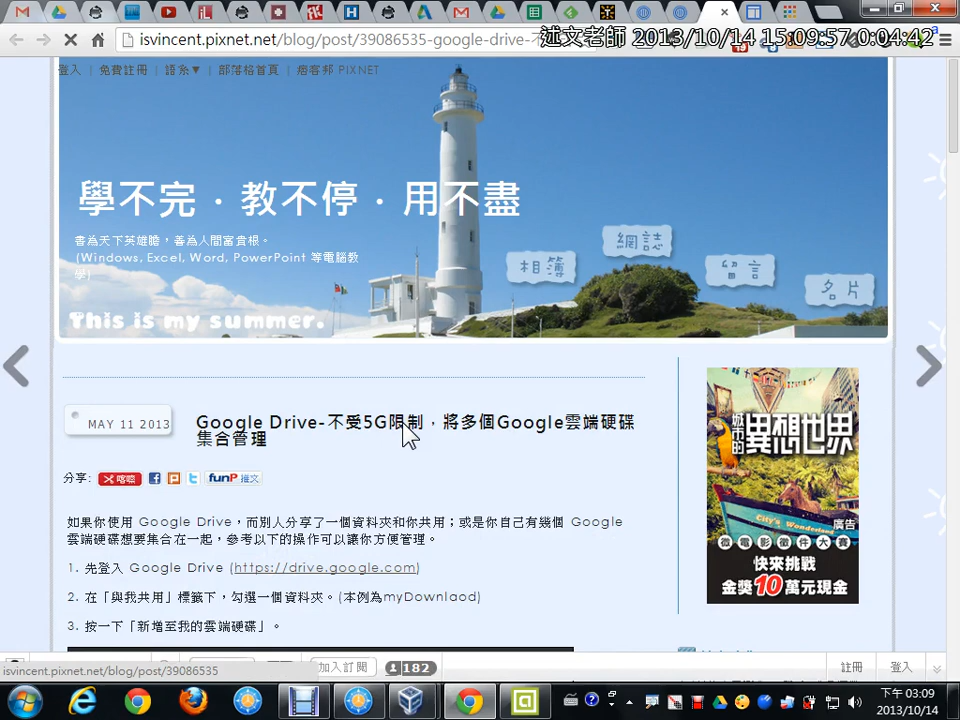 isvincent.pixnet.net/blog/post/39086535-google-drive-
述文老師 2013/10/14 15:09:57 0:04:42
登入 | 免費註冊 | 語系▼ | 部落格首頁 | 痞客邦 PIXNET
學不完．教不停．用不盡
書為天下英雄膽，善為人間富貴根。
(Windows, Excel, Word, PowerPoint 等電腦教
學)
相簿
網誌
留言
名片
This is my summer.
MAY 11 2013
Google Drive-不受5G限制，將多個Google雲端硬碟
集合管理
分享:
funP 推文
如果你使用 Google Drive，而別人分享了一個資料夾和你共用；或是你自己有幾個 Google
雲端硬碟想要集合在一起，參考以下的操作可以讓你方便管理。
1. 先登入 Google Drive (https://drive.google.com)
2. 在「與我共用」標籤下，勾選一個資料夾。(本例為myDownlaod)
3. 按一下「新增至我的雲端硬碟」。
城市的
異想世界
City's Wonderland
廣告
微電影徵件大賽
快來挑戰
金獎10萬元現金
isvincent.pixnet.net/blog/post/39086535
加入訂閱
182
註冊
登入
下午 03:09
2013/10/14